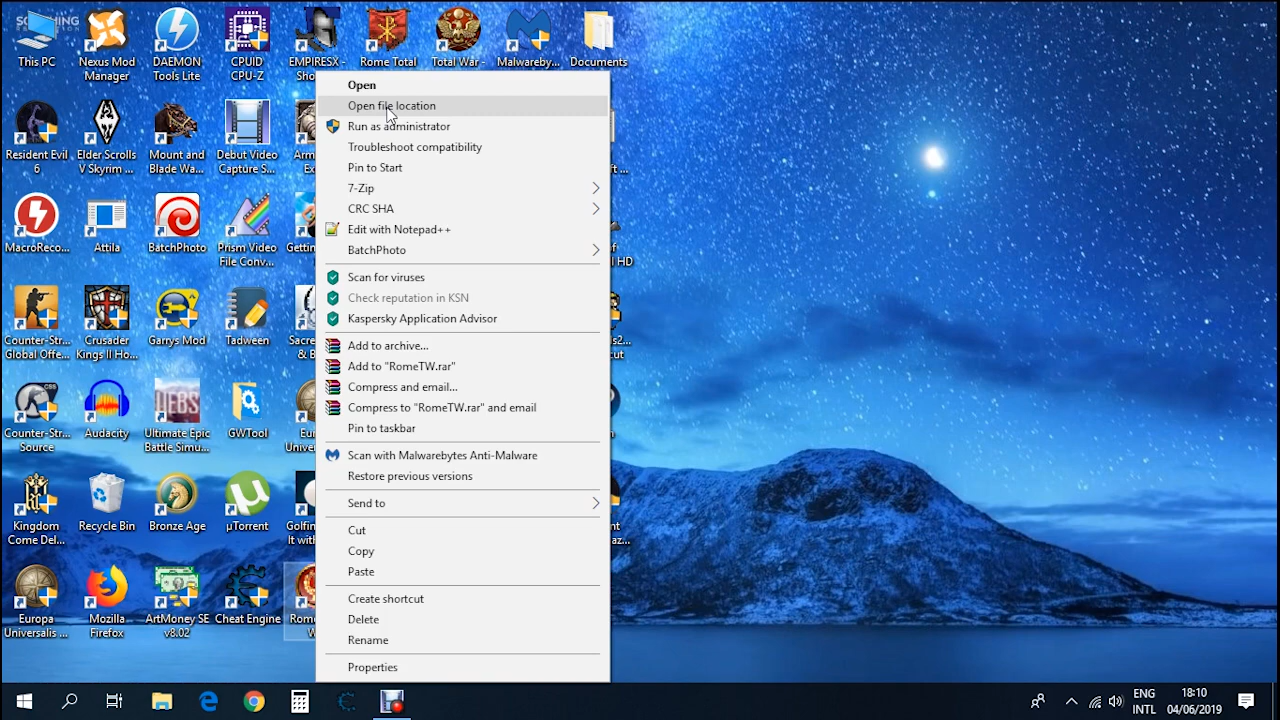 This PC
Nexus Mod
Manager
DAEMON
Tools Lite
CPUID
CPU-Z
EMPIRESX -
Sho
Rome Total
Total War -
Malwareby...
Documents
Resident Evil
6
Elder Scrolls
V Skyrim ...
Mount and
Blade Wa...
Debut Video
Capture S...
Arm
Ex
MacroReco...
Attila
BatchPhoto
Prism Video
File Conv...
Getting
HD
Counter-Str...
Global Offe...
Crusader
Kings II Ho...
Garrys Mod
Tadween
Sacre
& B
Counter-Str...
Source
Audacity
Ultimate Epic
Battle Simu...
GWTool
Eur
Univers
Kingdom
Come Del...
Recycle Bin
Bronze Age
µTorrent
Golfin
It with
Europa
Universalis ...
Mozilla
Firefox
ArtMoney SE
v8.02
Cheat Engine
Rome
W
Open
Open file location
Run as administrator
Troubleshoot compatibility
Pin to Start
7-Zip
CRC SHA
Edit with Notepad++
BatchPhoto
Scan for viruses
Check reputation in KSN
Kaspersky Application Advisor
Add to archive...
Add to "RomeTW.rar"
Compress and email...
Compress to "RomeTW.rar" and email
Pin to taskbar
Scan with Malwarebytes Anti-Malware
Restore previous versions
Send to
Cut
Copy
Paste
Create shortcut
Delete
Rename
Properties
ENG
INTL
18:10
04/06/2019